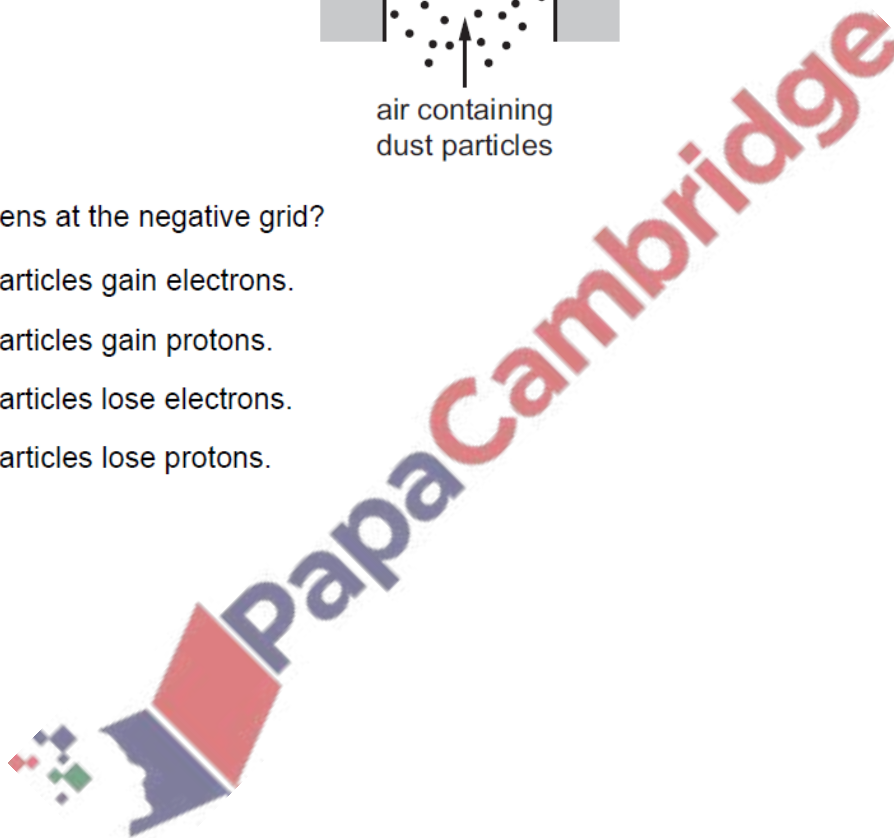 air containing
dust particles
ens at the negative grid?
articles gain electrons.
articles gain protons.
articles lose electrons.
articles lose protons.
PapaCambridge